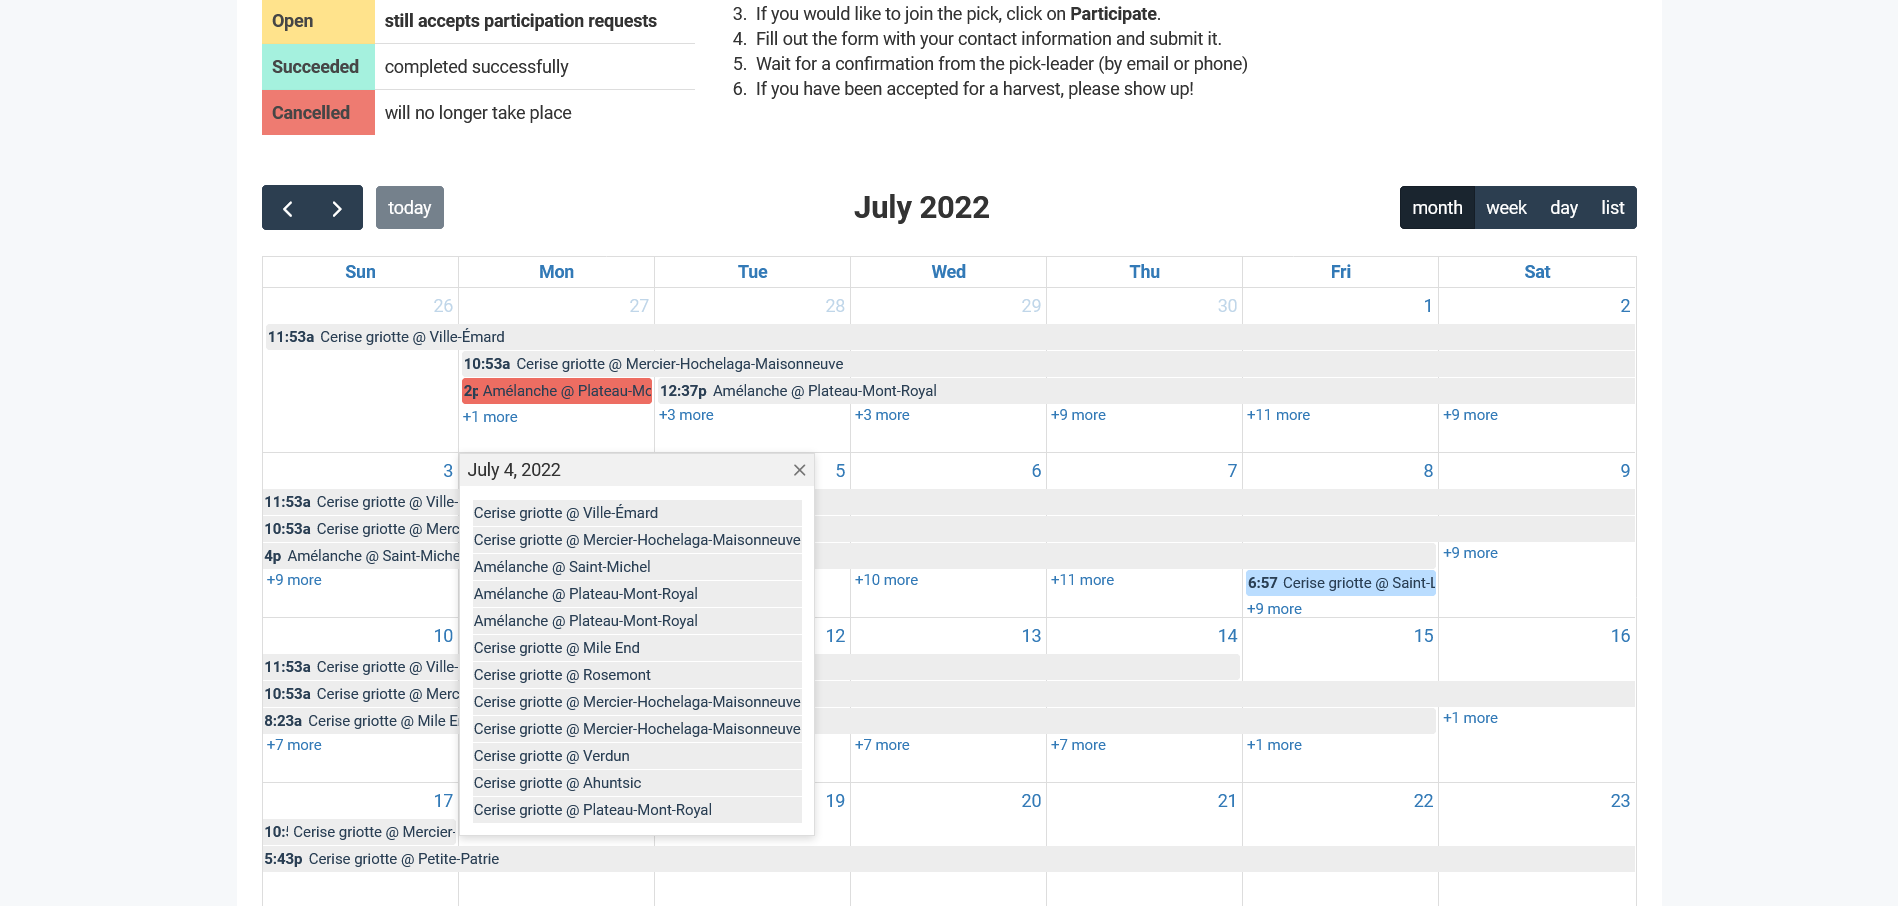 Open still accepts participation requests
Succeeded completed successfully
Cancelled will no longer take place
3. If you would like to join the pick, click on Participate.
4. Fill out the form with your contact information and submit it.
5. Wait for a confirmation from the pick-leader (by email or phone)
6. If you have been accepted for a harvest, please show up!
today
July 2022
month week day list
Sun Mon Tue Wed Thu Fri Sat
26 27 28 29 30 1 2
11:53a Cerise griotte @ Ville-Émard
10:53a Cerise griotte @ Mercier-Hochelaga-Maisonneuve
2p Amélanche @ Plateau-Mo 12:37p Amélanche @ Plateau-Mont-Royal
+1 more +3 more +3 more +9 more +11 more +9 more
3 5 6 7 8 9
11:53a Cerise griotte @ Ville-
10:53a Cerise griotte @ Merc
4p Amélanche @ Saint-Miche
+9 more +10 more +11 more +9 more
6:57 Cerise griotte @ Saint-L
+9 more
July 4, 2022
Cerise griotte @ Ville-Émard
Cerise griotte @ Mercier-Hochelaga-Maisonneuve
Amélanche @ Saint-Michel
Amélanche @ Plateau-Mont-Royal
Amélanche @ Plateau-Mont-Royal
Cerise griotte @ Mile End
Cerise griotte @ Rosemont
Cerise griotte @ Mercier-Hochelaga-Maisonneuve
Cerise griotte @ Mercier-Hochelaga-Maisonneuve
Cerise griotte @ Verdun
Cerise griotte @ Ahuntsic
Cerise griotte @ Plateau-Mont-Royal
10 12 13 14 15 16
11:53a Cerise griotte @ Ville-
10:53a Cerise griotte @ Merc
8:23a Cerise griotte @ Mile E
+7 more +7 more +7 more +1 more +1 more
17 19 20 21 22 23
10: Cerise griotte @ Mercier-
5:43p Cerise griotte @ Petite-Patrie